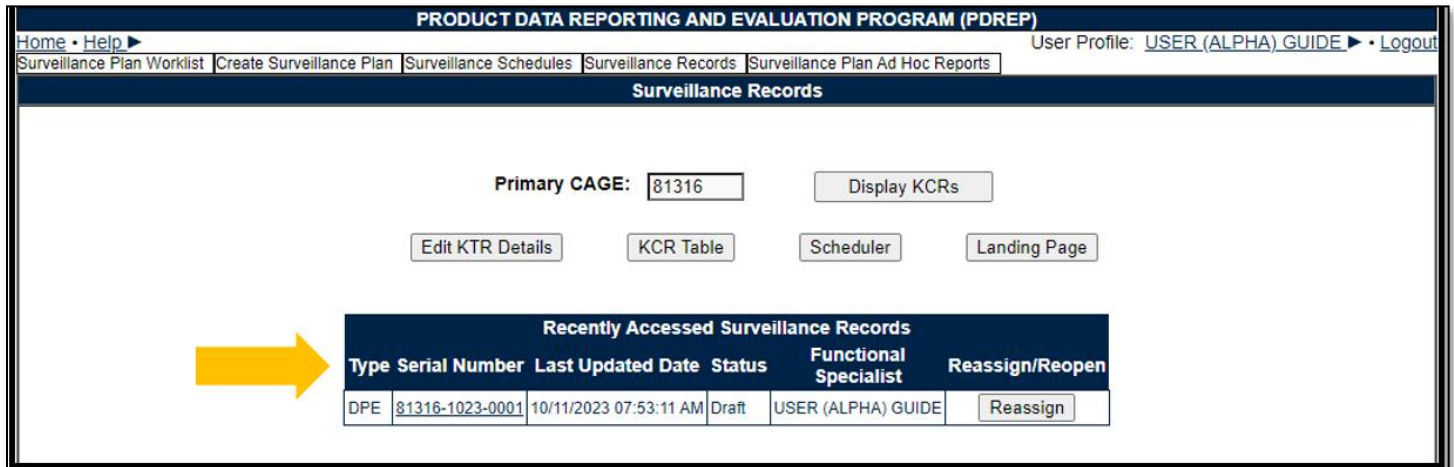 PRODUCT DATA REPORTING AND EVALUATION PROGRAM (PDREP)
Home • Help ▶ User Profile: USER (ALPHA) GUIDE ▶ • Logout
Surveillance Plan Worklist Create Surveillance Plan Surveillance Schedules Surveillance Records Surveillance Plan Ad Hoc Reports
Surveillance Records
Primary CAGE: 81316 Display KCRs
Edit KTR Details KCR Table Scheduler Landing Page
Recently Accessed Surveillance Records
Type Serial Number Last Updated Date Status Functional Specialist Reassign/Reopen
DPE 81316-1023-0001 10/11/2023 07:53:11 AM Draft USER (ALPHA) GUIDE Reassign